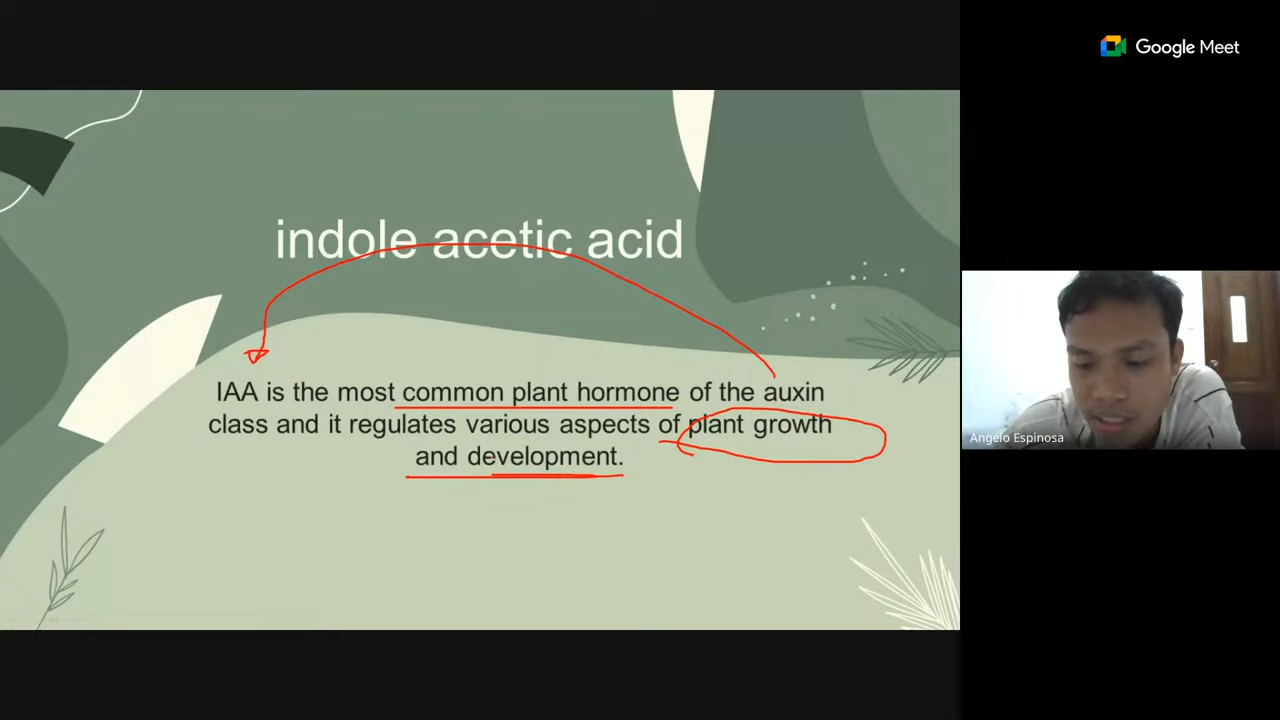 Google Meet
indole acetic acid
IAA is the most common plant hormone of the auxin
class and it regulates various aspects of plant growth
and development.
Angelo Espinosa